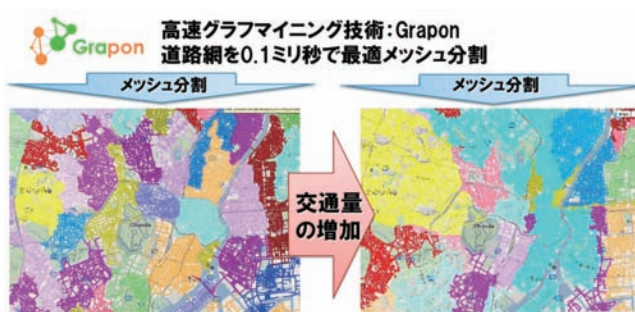 Grapon
高速グラフマイニング技術：Grapon
道路網を0.1ミリ秒で最適メッシュ分割
メッシュ分割
メッシュ分割
交通量
の増加
Chiyoda